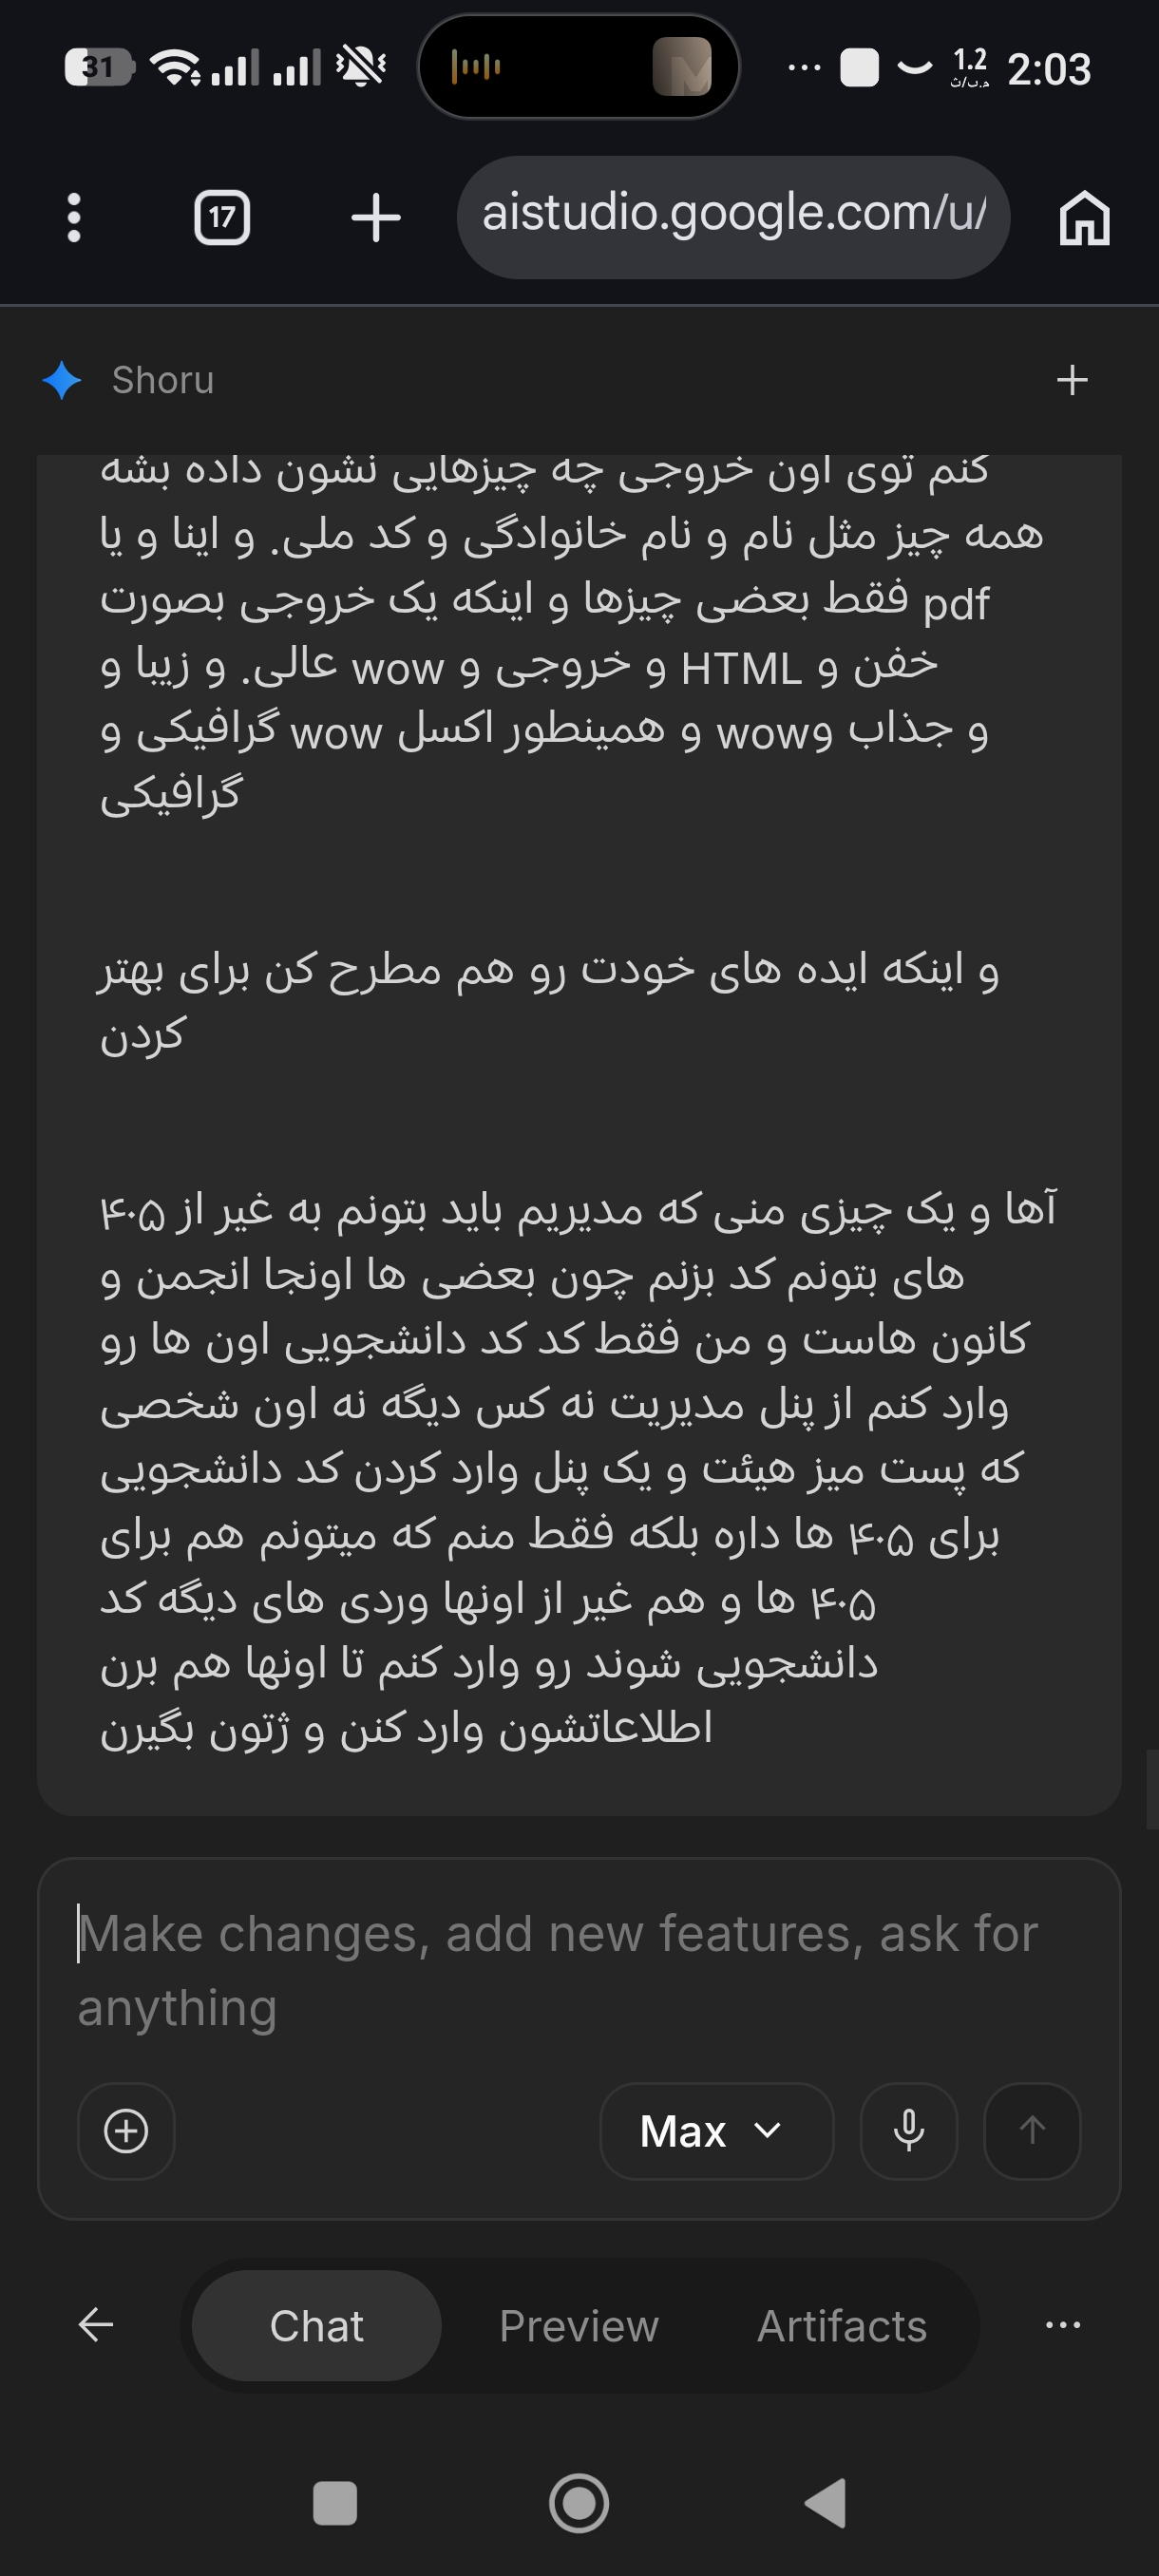 31
1.2
م.ب/ث
2:03
17
aistudio.google.com/u/
Shoru
کنم توی اون خروجی چه چیزهایی نشون داده بشه
همه چیز مثل نام و نام خانوادگی و کد ملی. و اینا و یا
فقط بعضی چیزها و اینکه یک خروجی بصورت pdf
خفن و HTML و خروجی و wow عالی. و زیبا و
و جذاب وwow و همینطور اکسل wow گرافیکی و
گرافیکی
و اینکه ایده های خودت رو هم مطرح کن برای بهتر
کردن
آها و یک چیزی منی که مدیریم باید بتونم به غیر از ۴۰۵
های بتونم کد بزنم چون بعضی ها اونجا انجمن و
کانون هاست و من فقط کد کد دانشجویی اون ها رو
وارد کنم از پنل مدیریت نه کس دیگه نه اون شخصی
که پست میز هیئت و یک پنل وارد کردن کد دانشجویی
برای ۴۰۵ ها داره بلکه فقط منم که میتونم هم برای
۴۰۵ ها و هم غیر از اونها وردی های دیگه کد
دانشجویی شوند رو وارد کنم تا اونها هم برن
اطلاعاتشون وارد کنن و ژتون بگیرن
Make changes, add new features, ask for
anything
Max
Chat
Preview
Artifacts